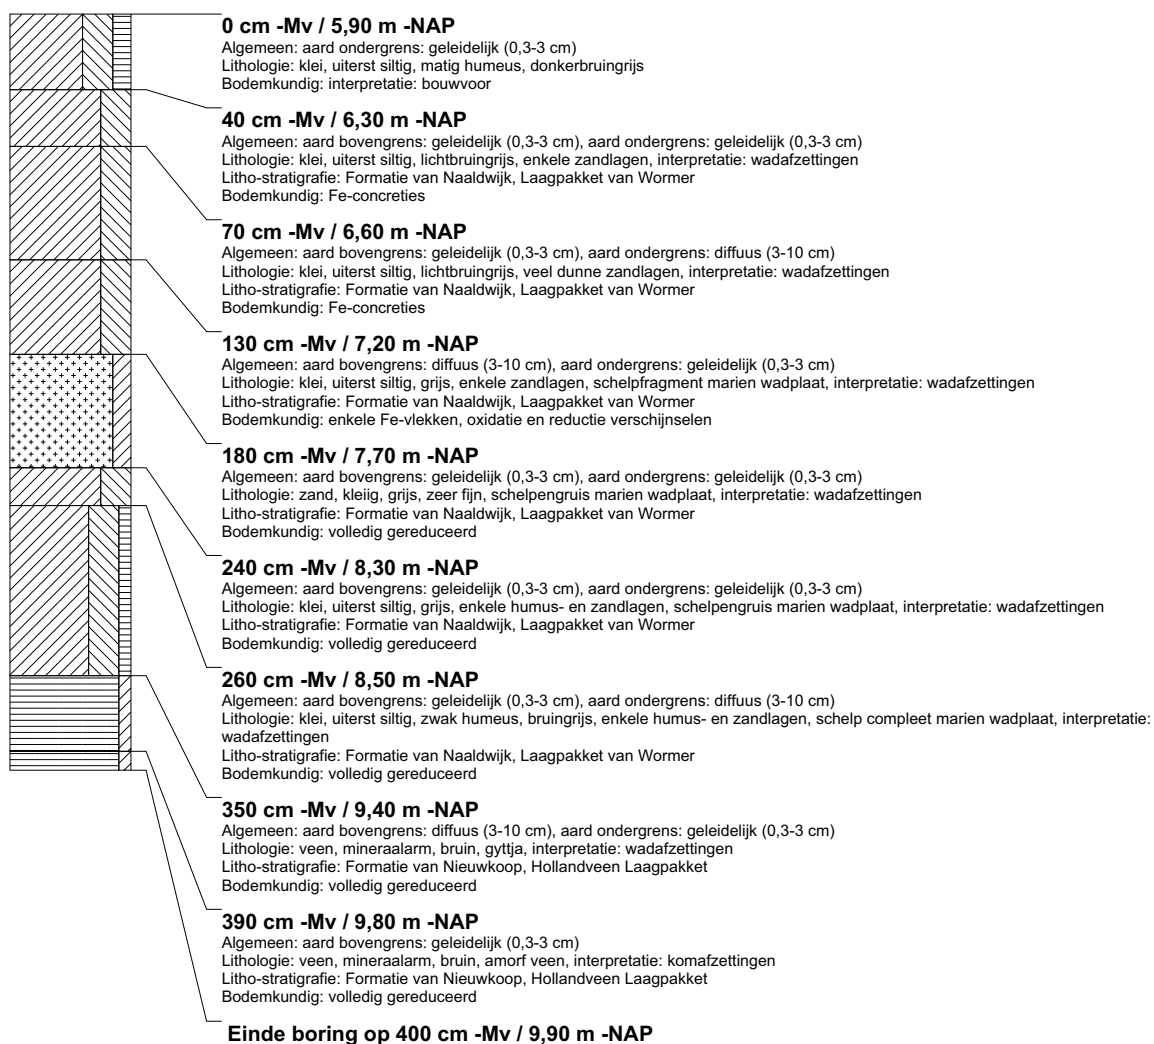 0 cm -Mv / 5,90 m -NAP
Algemeen: aard ondergrens: geleidelijk (0,3-3 cm)
Lithologie: klei, uiterst siltig, matig humeus, donkerbruingrijs
Bodemkundig: interpretatie: bouwvoor
40 cm -Mv / 6,30 m -NAP
Algemeen: aard bovengrens: geleidelijk (0,3-3 cm), aard ondergrens: geleidelijk (0,3-3 cm)
Lithologie: klei, uiterst siltig, lichtbruingrijs, enkele zandlagen, interpretatie: wadafzettingen
Litho-stratigrafie: Formatie van Naaldwijk, Laagpakket van Wormer
Bodemkundig: Fe-concreties
70 cm -Mv / 6,60 m -NAP
Algemeen: aard bovengrens: geleidelijk (0,3-3 cm), aard ondergrens: diffuus (3-10 cm)
Lithologie: klei, uiterst siltig, lichtbruingrijs, veel dunne zandlagen, interpretatie: wadafzettingen
Litho-stratigrafie: Formatie van Naaldwijk, Laagpakket van Wormer
Bodemkundig: Fe-concreties
130 cm -Mv / 7,20 m -NAP
Algemeen: aard bovengrens: diffuus (3-10 cm), aard ondergrens: geleidelijk (0,3-3 cm)
Lithologie: klei, uiterst siltig, grijs, enkele zandlagen, schelpfragment marien wadplaat, interpretatie: wadafzettingen
Litho-stratigrafie: Formatie van Naaldwijk, Laagpakket van Wormer
Bodemkundig: enkele Fe-vlekken, oxidatie en reductie verschijnselen
180 cm -Mv / 7,70 m -NAP
Algemeen: aard bovengrens: geleidelijk (0,3-3 cm), aard ondergrens: geleidelijk (0,3-3 cm)
Lithologie: zand, kleiig, grijs, zeer fijn, schelpengruis marien wadplaat, interpretatie: wadafzettingen
Litho-stratigrafie: Formatie van Naaldwijk, Laagpakket van Wormer
Bodemkundig: volledig gereduceerd
240 cm -Mv / 8,30 m -NAP
Algemeen: aard bovengrens: geleidelijk (0,3-3 cm), aard ondergrens: geleidelijk (0,3-3 cm)
Lithologie: klei, uiterst siltig, grijs, enkele humus- en zandlagen, schelpengruis marien wadplaat, interpretatie: wadafzettingen
Litho-stratigrafie: Formatie van Naaldwijk, Laagpakket van Wormer
Bodemkundig: volledig gereduceerd
260 cm -Mv / 8,50 m -NAP
Algemeen: aard bovengrens: geleidelijk (0,3-3 cm), aard ondergrens: diffuus (3-10 cm)
Lithologie: klei, uiterst siltig, zwak humeus, bruingrijs, enkele humus- en zandlagen, schelp compleet marien wadplaat, interpretatie:
wadafzettingen
Litho-stratigrafie: Formatie van Naaldwijk, Laagpakket van Wormer
Bodemkundig: volledig gereduceerd
350 cm -Mv / 9,40 m -NAP
Algemeen: aard bovengrens: diffuus (3-10 cm), aard ondergrens: geleidelijk (0,3-3 cm)
Lithologie: veen, mineraalarm, bruin, gyttja, interpretatie: wadafzettingen
Litho-stratigrafie: Formatie van Nieuwkoop, Hollandveen Laagpakket
Bodemkundig: volledig gereduceerd
390 cm -Mv / 9,80 m -NAP
Algemeen: aard bovengrens: geleidelijk (0,3-3 cm)
Lithologie: veen, mineraalarm, bruin, amorf veen, interpretatie: komafzettingen
Litho-stratigrafie: Formatie van Nieuwkoop, Hollandveen Laagpakket
Bodemkundig: volledig gereduceerd
Einde boring op 400 cm -Mv / 9,90 m -NAP